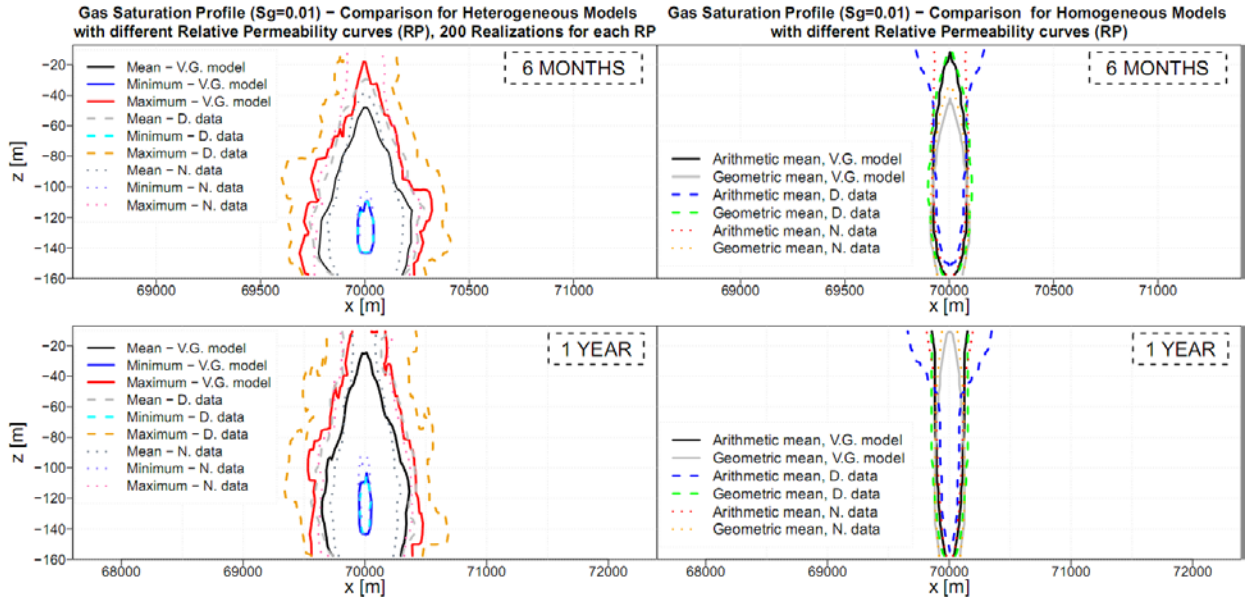 Gas Saturation Profile (Sg=0.01) − Comparison for Heterogeneous Models
with different Relative Permeability curves (RP), 200 Realizations for each RP
6 MONTHS
Mean − V.G. model
Minimum − V.G. model
Maximum − V.G. model
Mean − D. data
Minimum − D. data
Maximum − D. data
Mean − N. data
Minimum − N. data
Maximum − N. data
z [m]
−20
−40
−60
−80
−100
−120
−140
−160
69000 69500 70000 70500 71000
x [m]
Gas Saturation Profile (Sg=0.01) − Comparison for Homogeneous Models
with different Relative Permability curves (RP)
6 MONTHS
Arithmetic mean, V.G. model
Geometric mean, V.G. model
Arithmetic mean, D. data
Geometric mean, D. data
Arithmetic mean, N. data
Geometric mean, N. data
69000 69500 70000 70500 71000
x [m]
1 YEAR
Mean − V.G. model
Minimum − V.G. model
Maximum − V.G. model
Mean − D. data
Minimum − D. data
Maximum − D. data
Mean − N. data
Minimum − N. data
Maximum − N. data
z [m]
−20
−40
−60
−80
−100
−120
−140
−160
68000 69000 70000 71000 72000
x [m]
1 YEAR
Arithmetic mean, V.G. model
Geometric mean, V.G. model
Arithmetic mean, D. data
Geometric mean, D. data
Arithmetic mean, N. data
Geometric mean, N. data
68000 69000 70000 71000 72000
x [m]